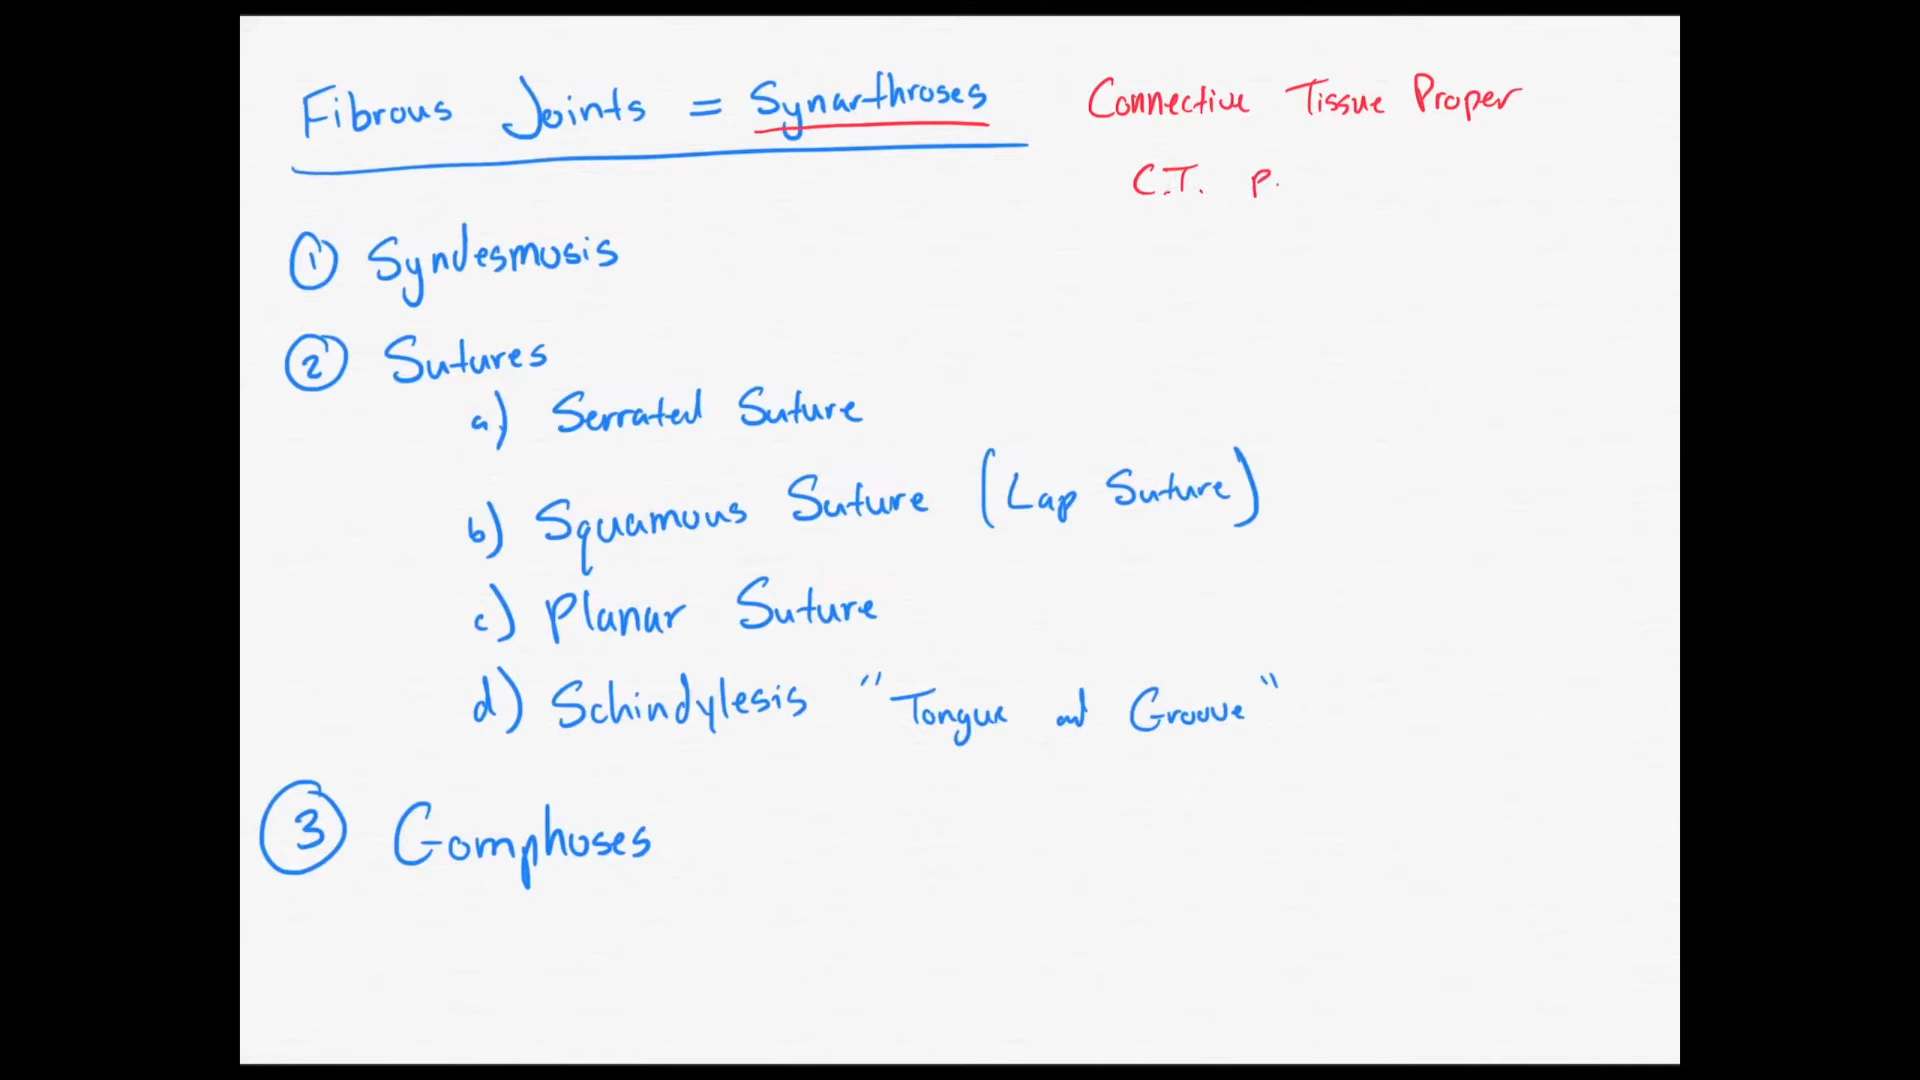 Fibrous Joints = Synarthroses
Connective Tissue Proper
C.T. p.
① Syndesmosis
② Sutures
a) Serrated Suture
b) Squamous Suture (Lap Suture)
c) Planar Suture
d) Schindylesis "Tongue and Groove"
③ Gomphoses